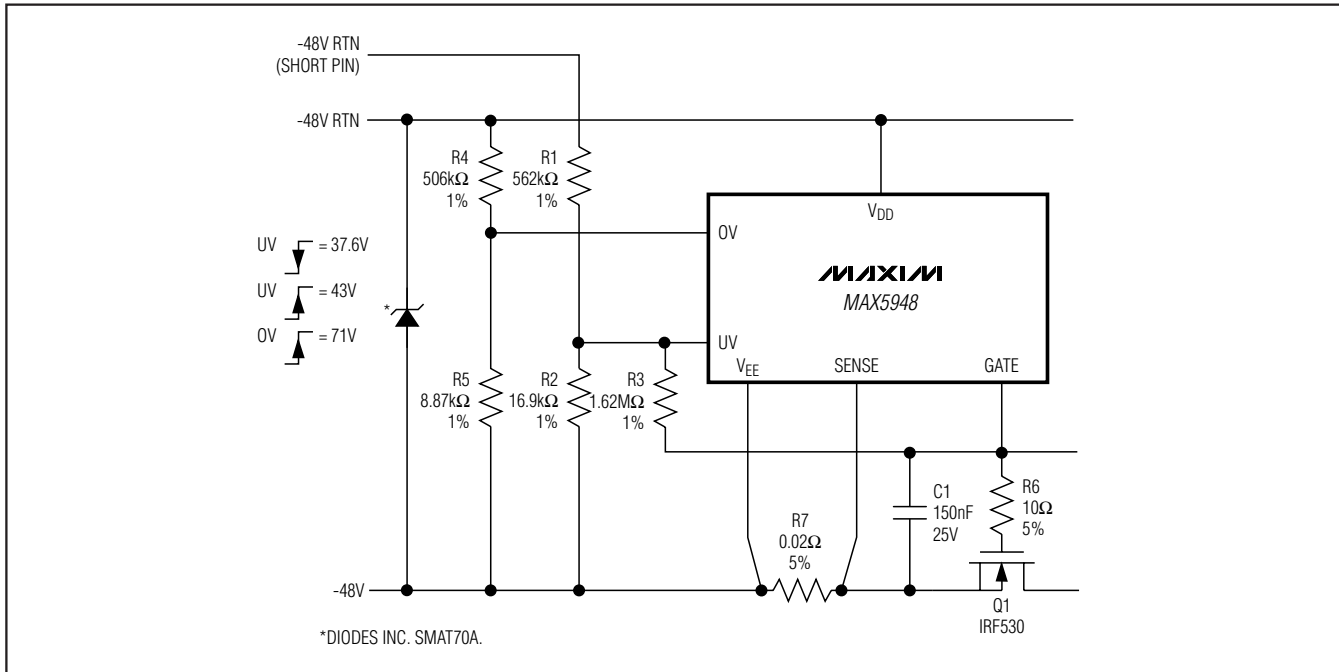 -48V RTN
(SHORT PIN)
-48V RTN
R4
506kΩ
1%
R1
562kΩ
1%
VDD
OV
MAXIM
MAX5948
UV = 37.6V
UV = 43V
OV = 71V
*
UV
VEE
SENSE
GATE
R5
8.87kΩ
1%
R2
16.9kΩ
1%
R3
1.62MΩ
1%
C1
150nF
25V
R6
10Ω
5%
R7
0.02Ω
5%
-48V
Q1
IRF530
*DIODES INC. SMAT70A.